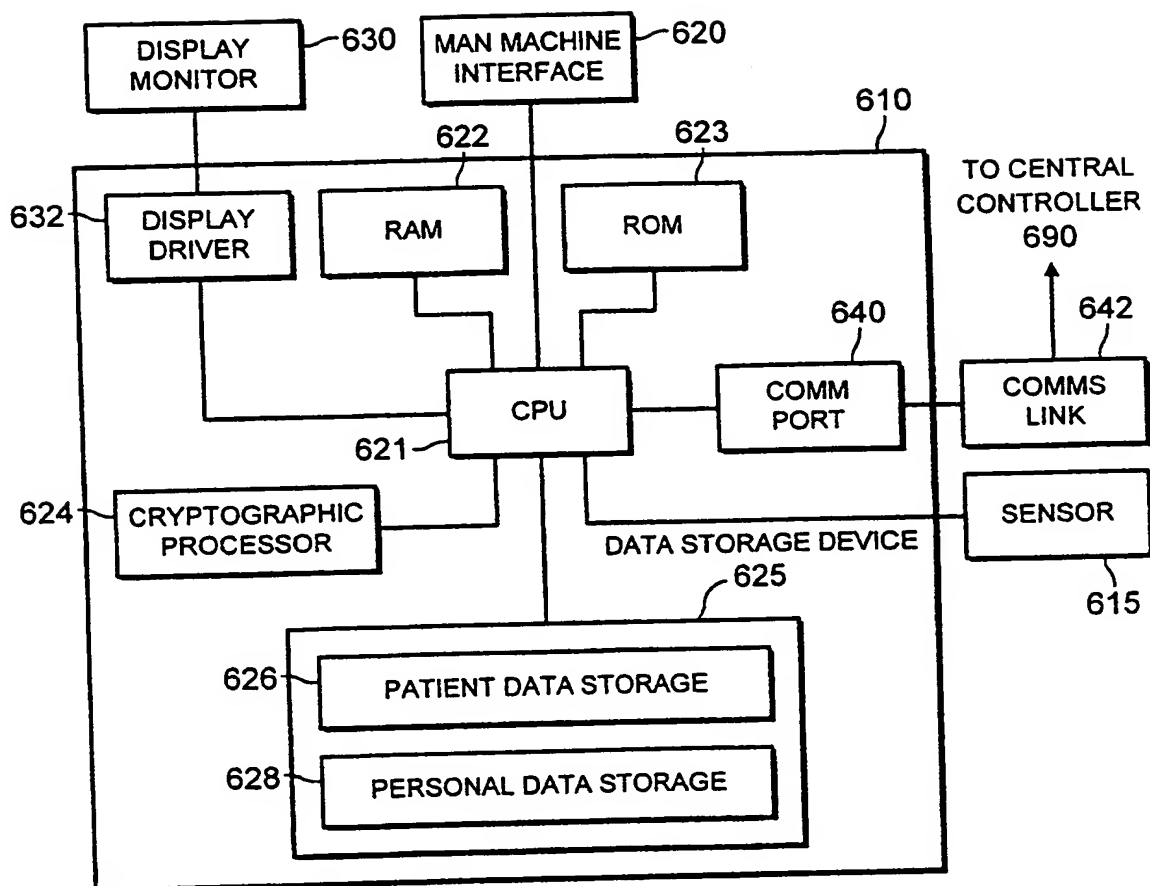 DISPLAY
MONITOR
630
MAN MACHINE
INTERFACE
620
610
622
623
TO CENTRAL
CONTROLLER
690
632
DISPLAY
DRIVER
RAM
ROM
640
642
CPU
621
COMM
PORT
COMMS
LINK
624
CRYPTOGRAPHIC
PROCESSOR
SENSOR
615
DATA STORAGE DEVICE
625
626
PATIENT DATA STORAGE
628
PERSONAL DATA STORAGE